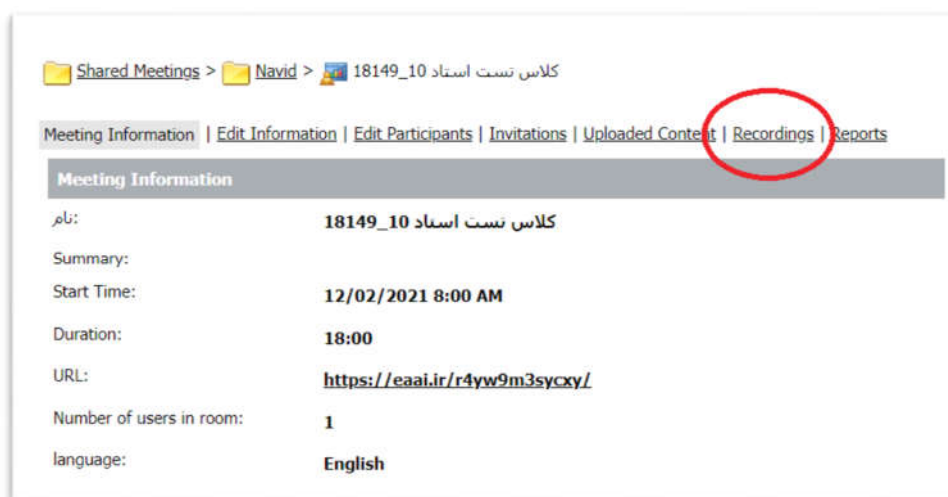 Shared Meetings > Navid > کلاس تست استاد 10_18149
Meeting Information | Edit Information | Edit Participants | Invitations | Uploaded Content | Recordings | Reports
Meeting Information
نام: کلاس تست استاد 10_18149
Summary:
Start Time: 12/02/2021 8:00 AM
Duration: 18:00
URL: https://eaai.ir/r4yw9m3sycxy/
Number of users in room: 1
language: English